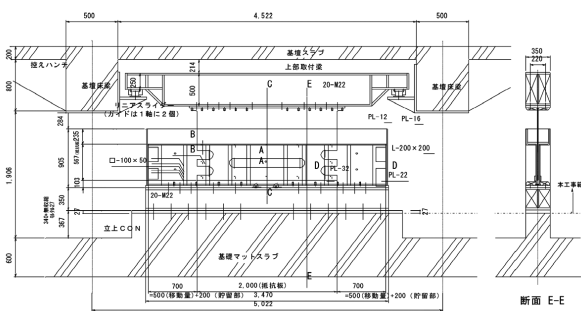 500
4,522
500
200
基壇スラブ
上部取付梁
214
控えハンチ
800
基壇床梁
250
500
C
E
20-M22
基壇床梁
350
220
リニアスライダー
(ガイドは１軸に２個)
PL-12
PL-16
284
235
B
L-200×200
1,906
905
567
B
A
A
ロ-100×50
D
D
PL-32
PL-22
103
C
20-M22
本工事範
350
27
27
367
立上ＣＯＮ
600
基礎マットスラブ
E
700
2,000(抵抗板)
700
=500(移動量)+200 (貯留部)
3,470
=500(移動量)+200 (貯留部)
5,022
断面 E-E